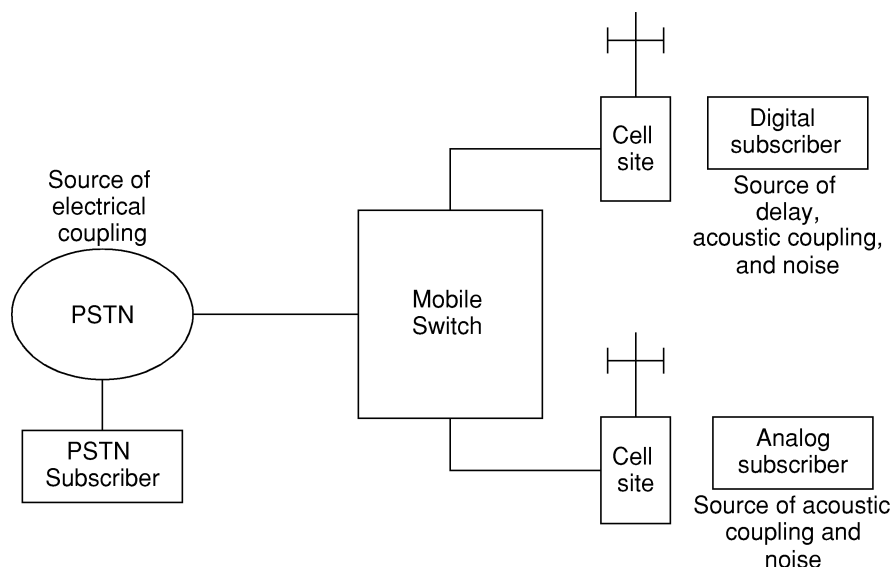 Source of
electrical
coupling
PSTN
PSTN
Subscriber
Mobile
Switch
Cell
site
Digital
subscriber
Source of
delay,
acoustic coupling,
and noise
Cell
site
Analog
subscriber
Source of acoustic
coupling and
noise